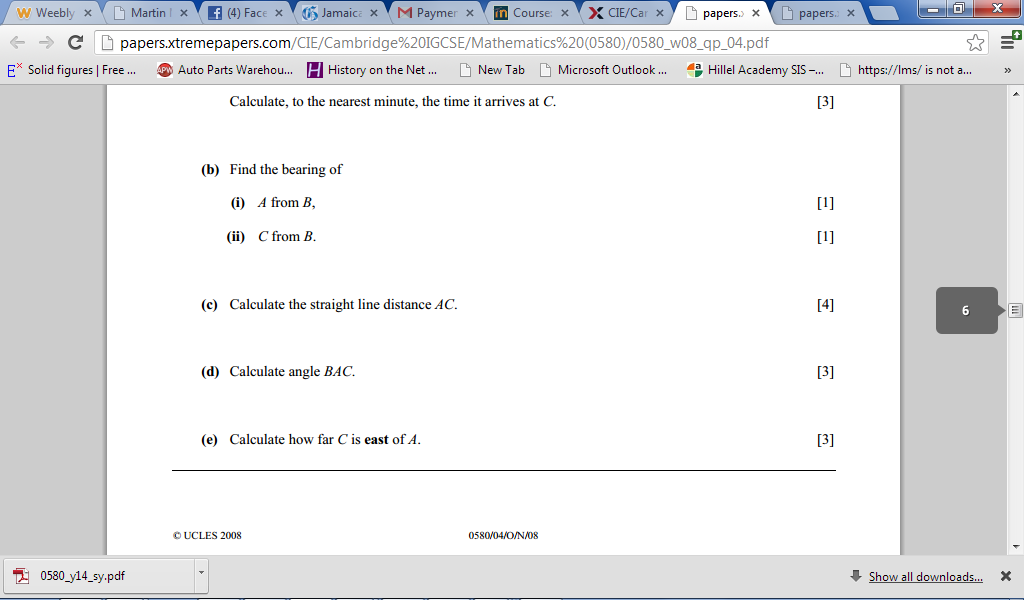 Weebly
Martin
(4) Face
Jamaica
Paymer
Course:
CIE/Car
papers.
papers.
papers.xtremepapers.com/CIE/Cambridge%20IGCSE/Mathematics%20(0580)/0580_w08_qp_04.pdf
Solid figures | Free ... Auto Parts Warehou... History on the Net ... New Tab Microsoft Outlook ... Hillel Academy SIS –... https://lms/ is not a... »
Calculate, to the nearest minute, the time it arrives at C. [3]
(b) Find the bearing of
(i) A from B, [1]
(ii) C from B. [1]
(c) Calculate the straight line distance AC. [4]
6
(d) Calculate angle BAC. [3]
(e) Calculate how far C is east of A. [3]
© UCLES 2008 0580/04/O/N/08
0580_y14_sy.pdf Show all downloads...